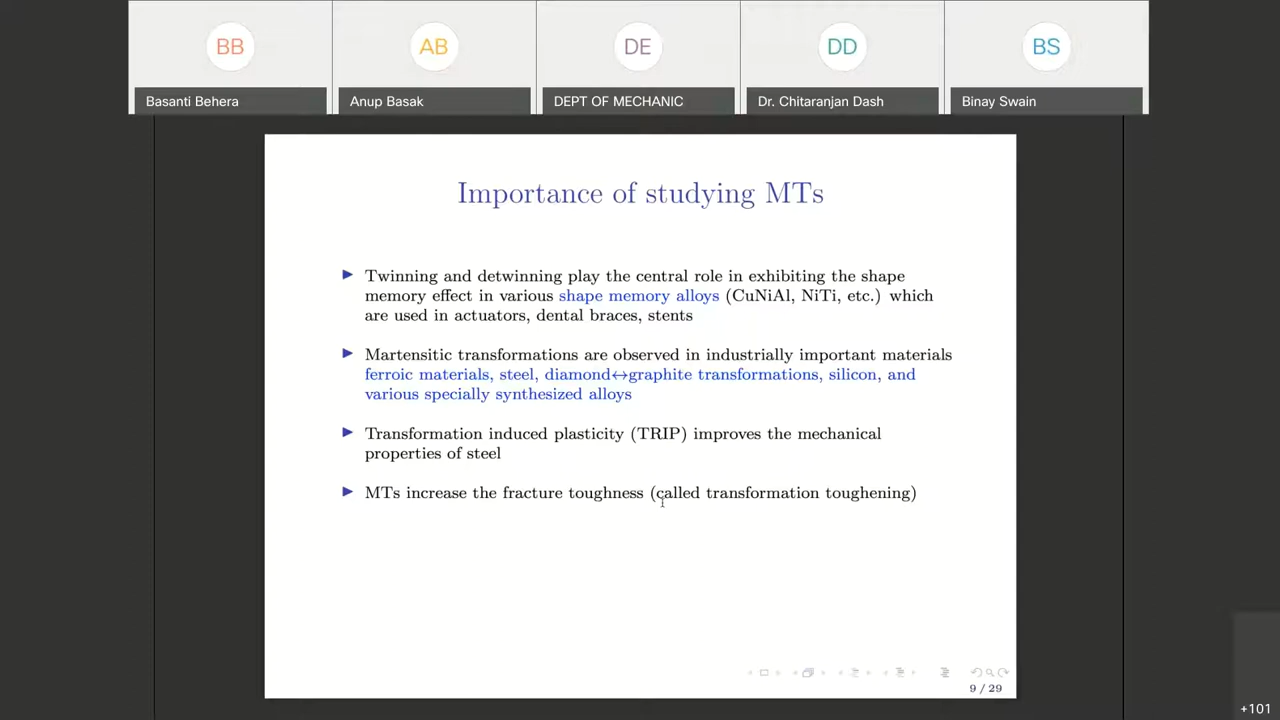 BB
AB
DE
DD
BS
Basanti Behera
Anup Basak
DEPT OF MECHANIC
Dr. Chitaranjan Dash
Binay Swain
Importance of studying MTs
Twinning and detwinning play the central role in exhibiting the shape
memory effect in various shape memory alloys (CuNiAl, NiTi, etc.) which
are used in actuators, dental braces, stents
Martensitic transformations are observed in industrially important materials
ferroic materials, steel, diamond↔graphite transformations, silicon, and
various specially synthesized alloys
Transformation induced plasticity (TRIP) improves the mechanical
properties of steel
MTs increase the fracture toughness (called transformation toughening)
9 / 29
+101